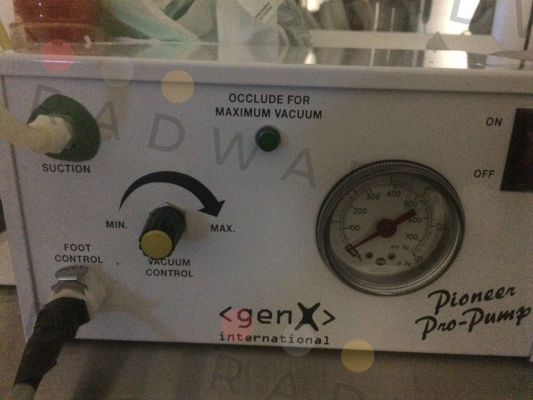 OCCLUDE FOR
MAXIMUM VACUUM
ON
OFF
SUCTION
MIN.
MAX.
FOOT
CONTROL
VACUUM
CONTROL
100
200
300
400
500
600
700
<genX>
international
Pioneer
Pro-Pump